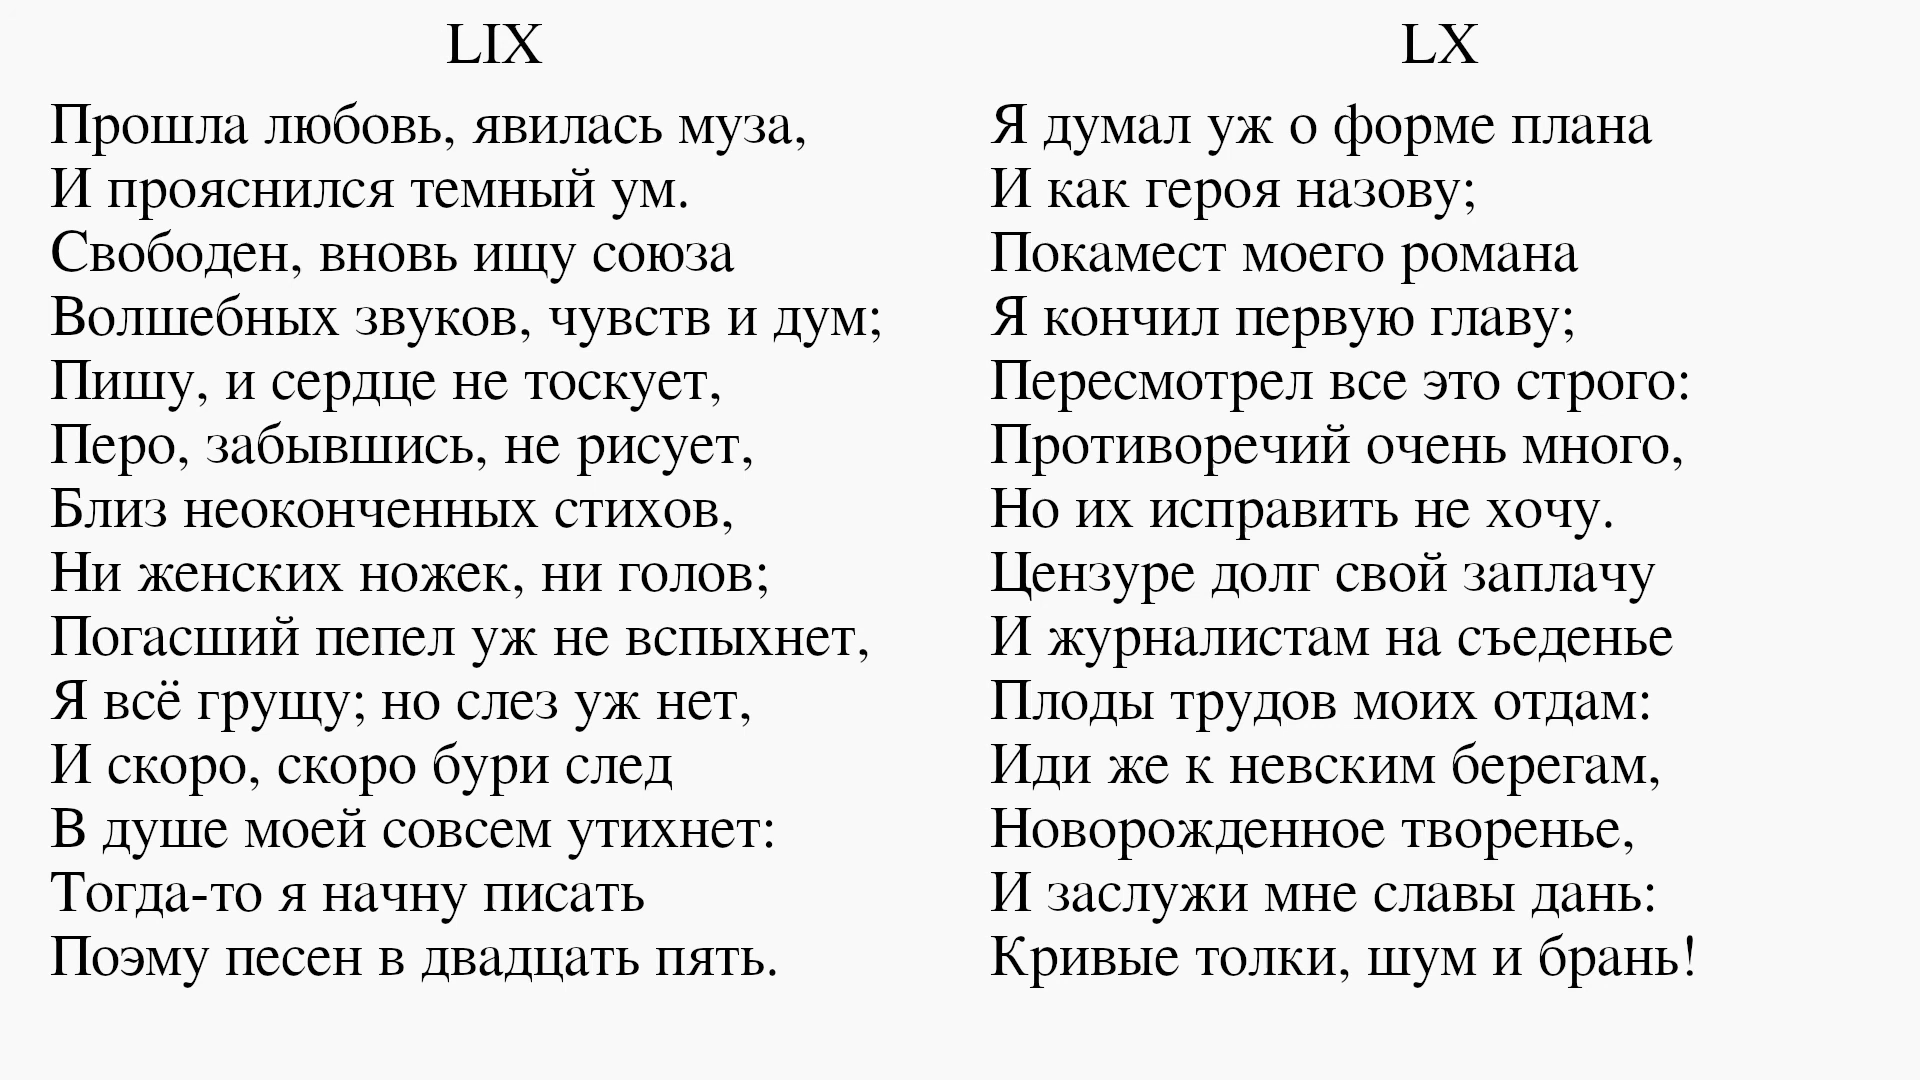 LIX
Прошла любовь, явилась муза,
И прояснился темный ум.
Свободен, вновь ищу союза
Волшебных звуков, чувств и дум;
Пишу, и сердце не тоскует,
Перо, забывшись, не рисует,
Близ неоконченных стихов,
Ни женских ножек, ни голов;
Погасший пепел уж не вспыхнет,
Я всё грущу; но слез уж нет,
И скоро, скоро бури след
В душе моей совсем утихнет:
Тогда-то я начну писать
Поэму песен в двадцать пять.
LX
Я думал уж о форме плана
И как героя назову;
Покамест моего романа
Я кончил первую главу;
Пересмотрел все это строго:
Противоречий очень много,
Но их исправить не хочу.
Цензуре долг свой заплачу
И журналистам на съеденье
Плоды трудов моих отдам:
Иди же к невским берегам,
Новорожденное творенье,
И заслужи мне славы дань:
Кривые толки, шум и брань!